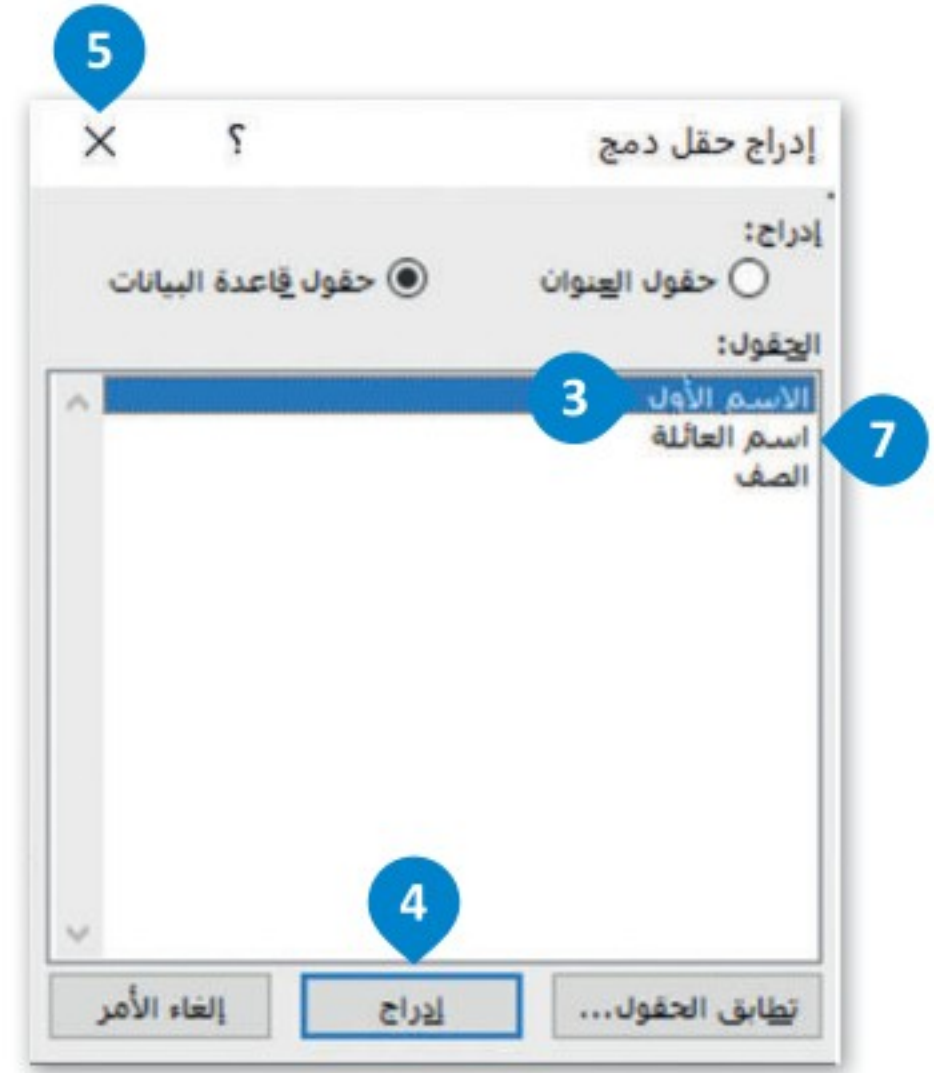 5
إدراج حقل دمج ؟ ×
إدراج:
حقول العنوان حقول قاعدة البيانات
الحقول:
الاسم الأول 3
اسم العائلة 7
الصف
4
تطابق الحقول... إدراج إلغاء الأمر